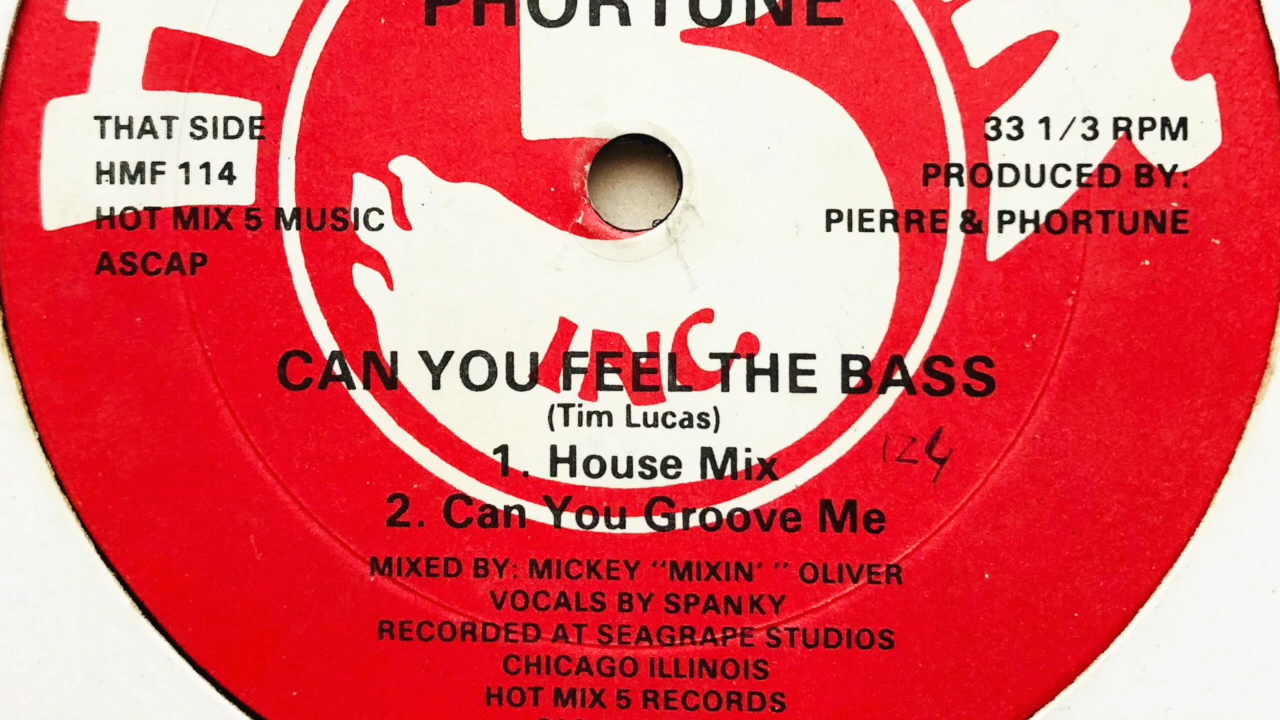 PHORTUNE
5
THAT SIDE
HMF 114
HOT MIX 5 MUSIC
ASCAP
33 1/3 RPM
PRODUCED BY:
PIERRE & PHORTUNE
INC.
CAN YOU FEEL THE BASS
(Tim Lucas)
1. House Mix
124
2. Can You Groove Me
MIXED BY: MICKEY "MIXIN' " OLIVER
VOCALS BY SPANKY
RECORDED AT SEAGRAPE STUDIOS
CHICAGO ILLINOIS
HOT MIX 5 RECORDS